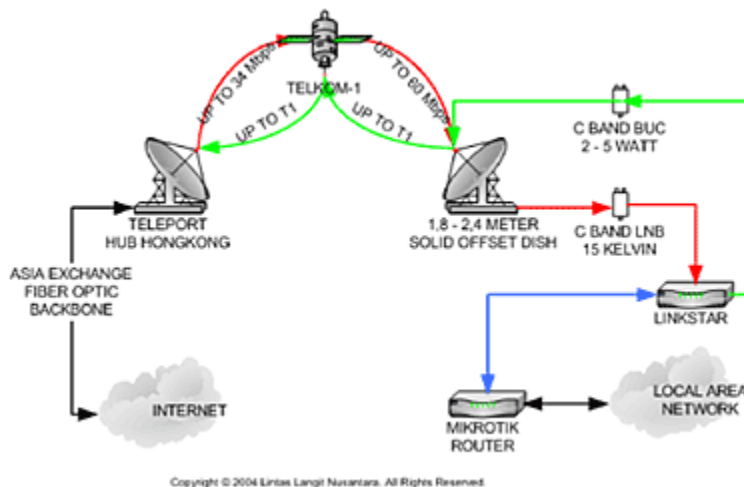 UP TO 34 Mbps
UP TO 60 Mbps
TELKOM-1
UP TO T1
UP TO T1
C BAND BUC
2 - 5 WATT
TELEPORT
HUB HONGKONG
1,8 - 2,4 METER
SOLID OFFSET DISH
C BAND LNB
15 KELVIN
ASIA EXCHANGE
FIBER OPTIC
BACKBONE
LINKSTAR
INTERNET
MIKROTIK
ROUTER
LOCAL AREA
NETWORK
Copyright © 2004 Lintas Langit Nusantara. All Rights Reserved.